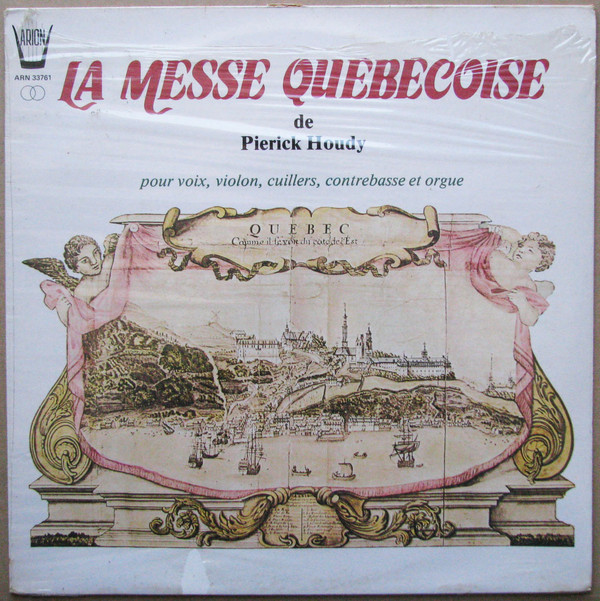 ARION
ARN 33761
LA MESSE QUEBECOISE
de
Pierick Houdy
pour voix, violon, cuillers, contrebasse et orgue
QUEBEC
Comme il se voit du coté de l'Est